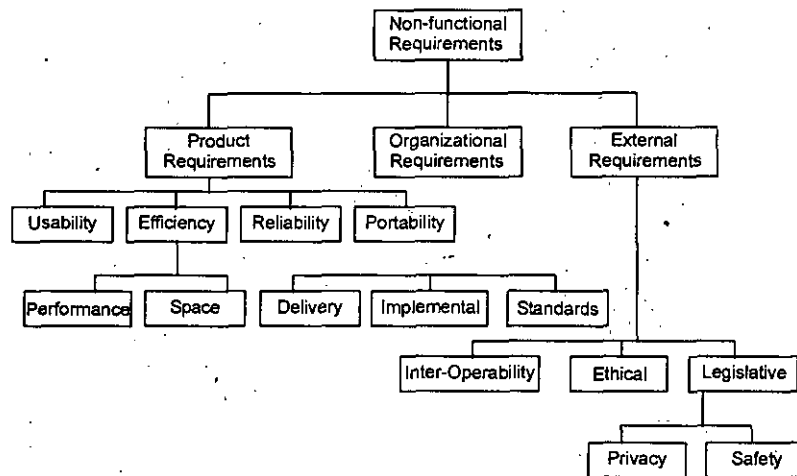 Non-functional
Requirements
Product
Requirements
Organizational
Requirements
External
Requirements
Usability
Efficiency
Reliability
Portability
Performance
Space
Delivery
Implemental
Standards
Inter-Operability
Ethical
Legislative
Privacy
Safety